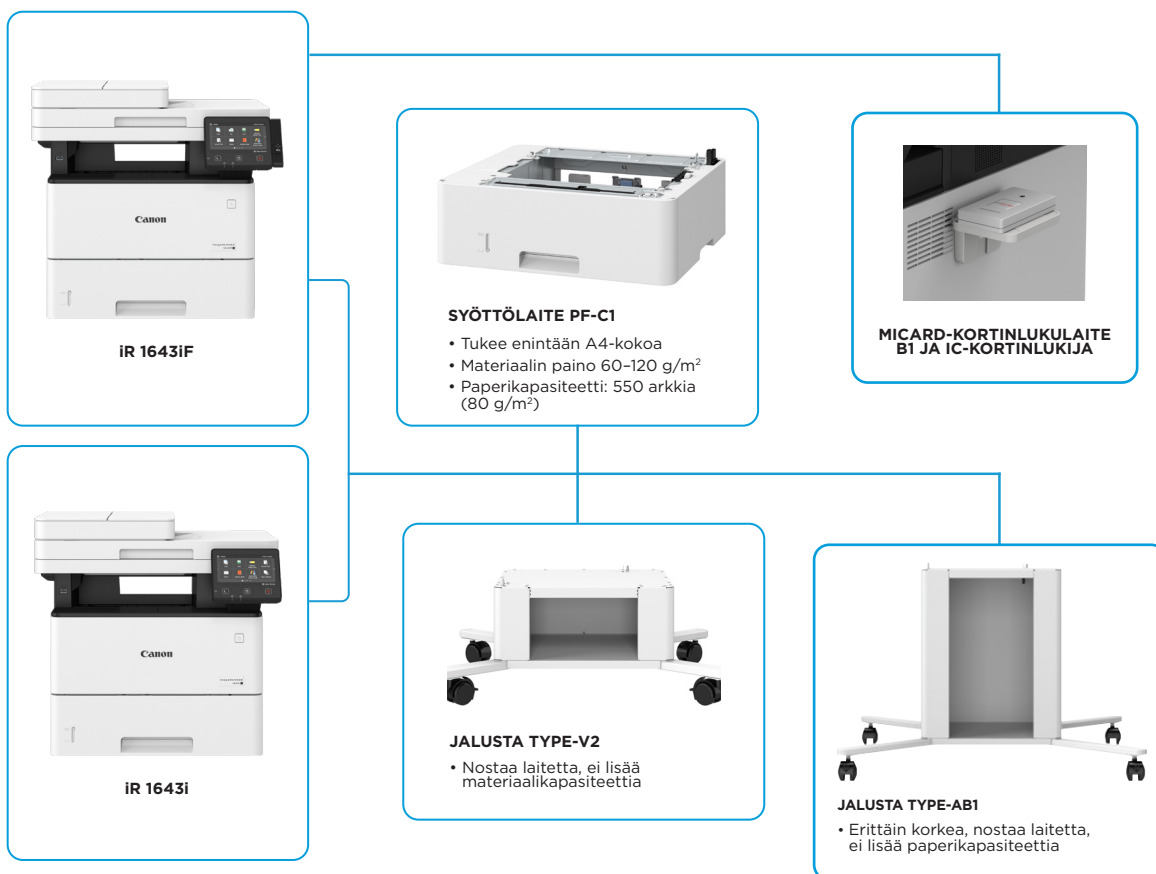 Canon
iR 1643iF
SYÖTTÖLAITE PF-C1
• Tukee enintään A4-kokoa
• Materiaalin paino 60–120 g/m²
• Paperikapasiteetti: 550 arkkia
(80 g/m²)
MICARD-KORTINLUKULAITE
B1 JA IC-KORTINLUKIJA
Canon
iR 1643i
JALUSTA TYPE-V2
• Nostaa laitetta, ei lisää
materiaalikapasiteettia
JALUSTA TYPE-AB1
• Erittäin korkea, nostaa laitetta,
ei lisää paperikapasiteettia